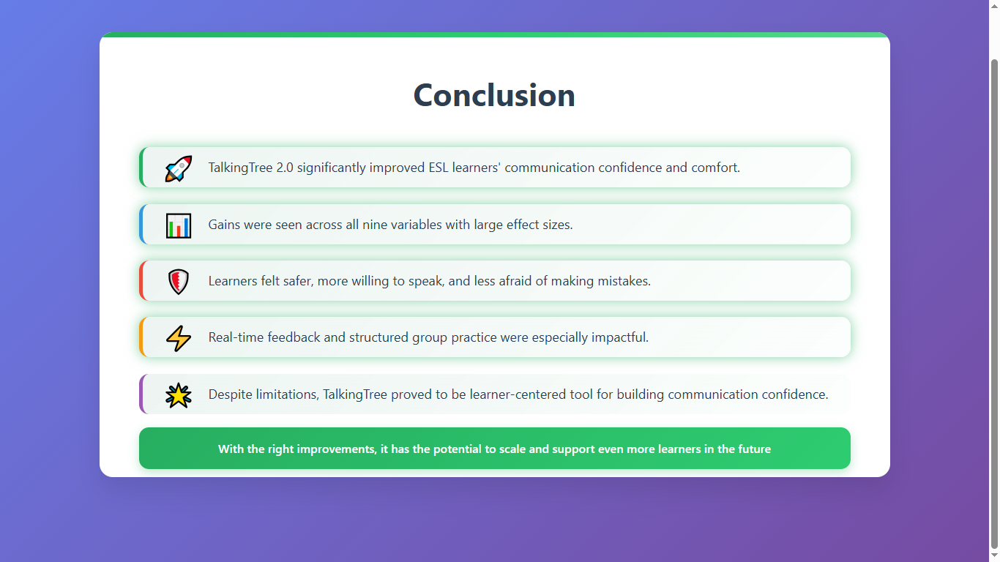 Conclusion
TalkingTree 2.0 significantly improved ESL learners' communication confidence and comfort.
Gains were seen across all nine variables with large effect sizes.
Learners felt safer, more willing to speak, and less afraid of making mistakes.
Real-time feedback and structured group practice were especially impactful.
Despite limitations, TalkingTree proved to be learner-centered tool for building communication confidence.
With the right improvements, it has the potential to scale and support even more learners in the future